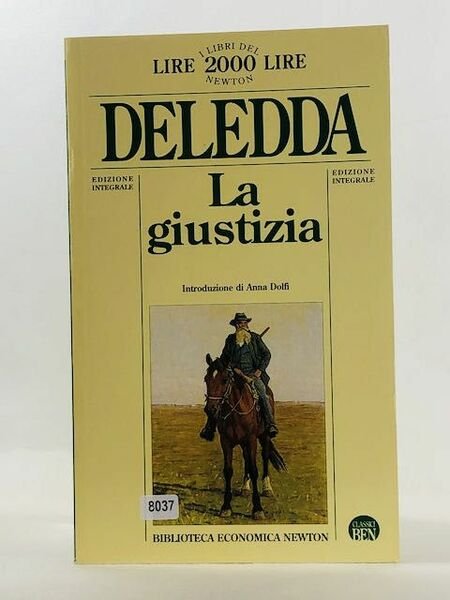 I LIBRI DEL
LIRE 2000 LIRE
NEWTON
DELEDDA
EDIZIONE
INTEGRALE
EDIZIONE
INTEGRALE
La
giustizia
Introduzione di Anna Dolfi
8037
CLASSICI
BEN
BIBLIOTECA ECONOMICA NEWTON